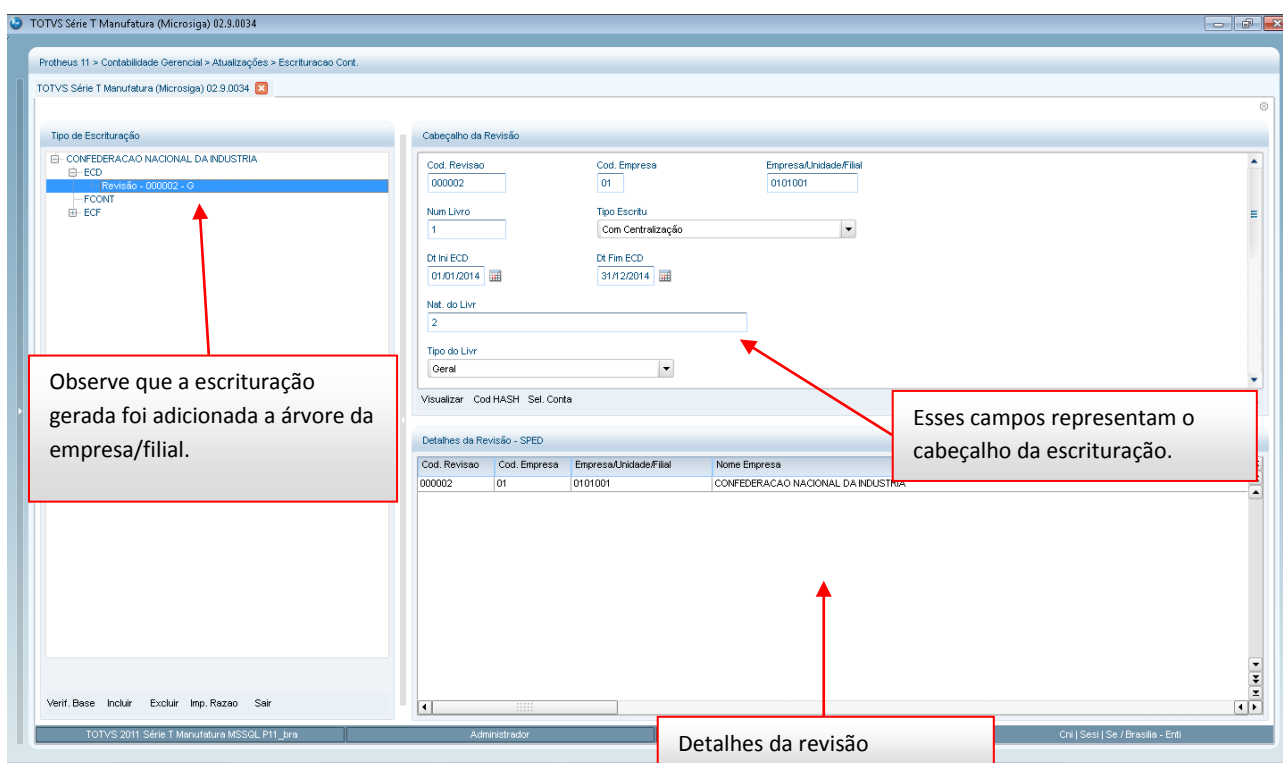 TOTVS Série T Manufatura (Microsiga) 02.9.0034
Protheus 11 > Contabilidade Gerencial > Atualizações > Escrituracao Cont.
TOTVS Série T Manufatura (Microsiga) 02.9.0034
Tipo de Escrituração
CONFEDERACAO NACIONAL DA INDUSTRIA
ECD
Revisão - 000002 - G
FCONT
ECF
Observe que a escrituração
gerada foi adicionada a árvore da
empresa/filial.
Verif. Base Incluir Excluir Imp. Razao Sair
Cabeçalho da Revisão
Cod. Revisao Cod. Empresa Empresa/Unidade/Filial
000002 01 0101001
Num Livro Tipo Escritu
1 Com Centralização
Dt Ini ECD Dt Fim ECD
01/01/2014 31/12/2014
Nat. do Livr
2
Tipo do Livr
Geral
Visualizar Cod HASH Sel. Conta
Esses campos representam o
cabeçalho da escrituração.
Detalhes da Revisão - SPED
Cod. Revisao Cod. Empresa Empresa/Unidade/Filial Nome Empresa
000002 01 0101001 CONFEDERACAO NACIONAL DA INDUSTRIA
Detalhes da revisão
TOTVS 2011 Série T Manufatura MSSQL P11_bra Administrador Cni | Sesi | Se / Brasilia - Enti